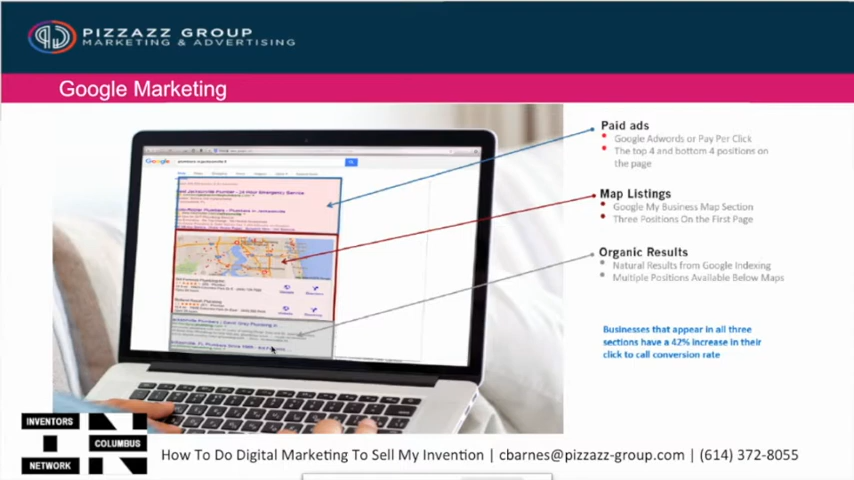 PIZZAZZ GROUP
MARKETING & ADVERTISING
Google Marketing
Google
Paid ads
Google Adwords or Pay Per Click
The top 4 and bottom 4 positions on
the page
Map Listings
Google My Business Map Section
Three Positions On the First Page
Organic Results
Natural Results from Google Indexing
Multiple Positions Available Below Maps
Businesses that appear in all three
sections have a 42% increase in their
click to call conversion rate
INVENTORS
COLUMBUS
NETWORK
How To Do Digital Marketing To Sell My Invention | cbarnes@pizzazz-group.com | (614) 372-8055